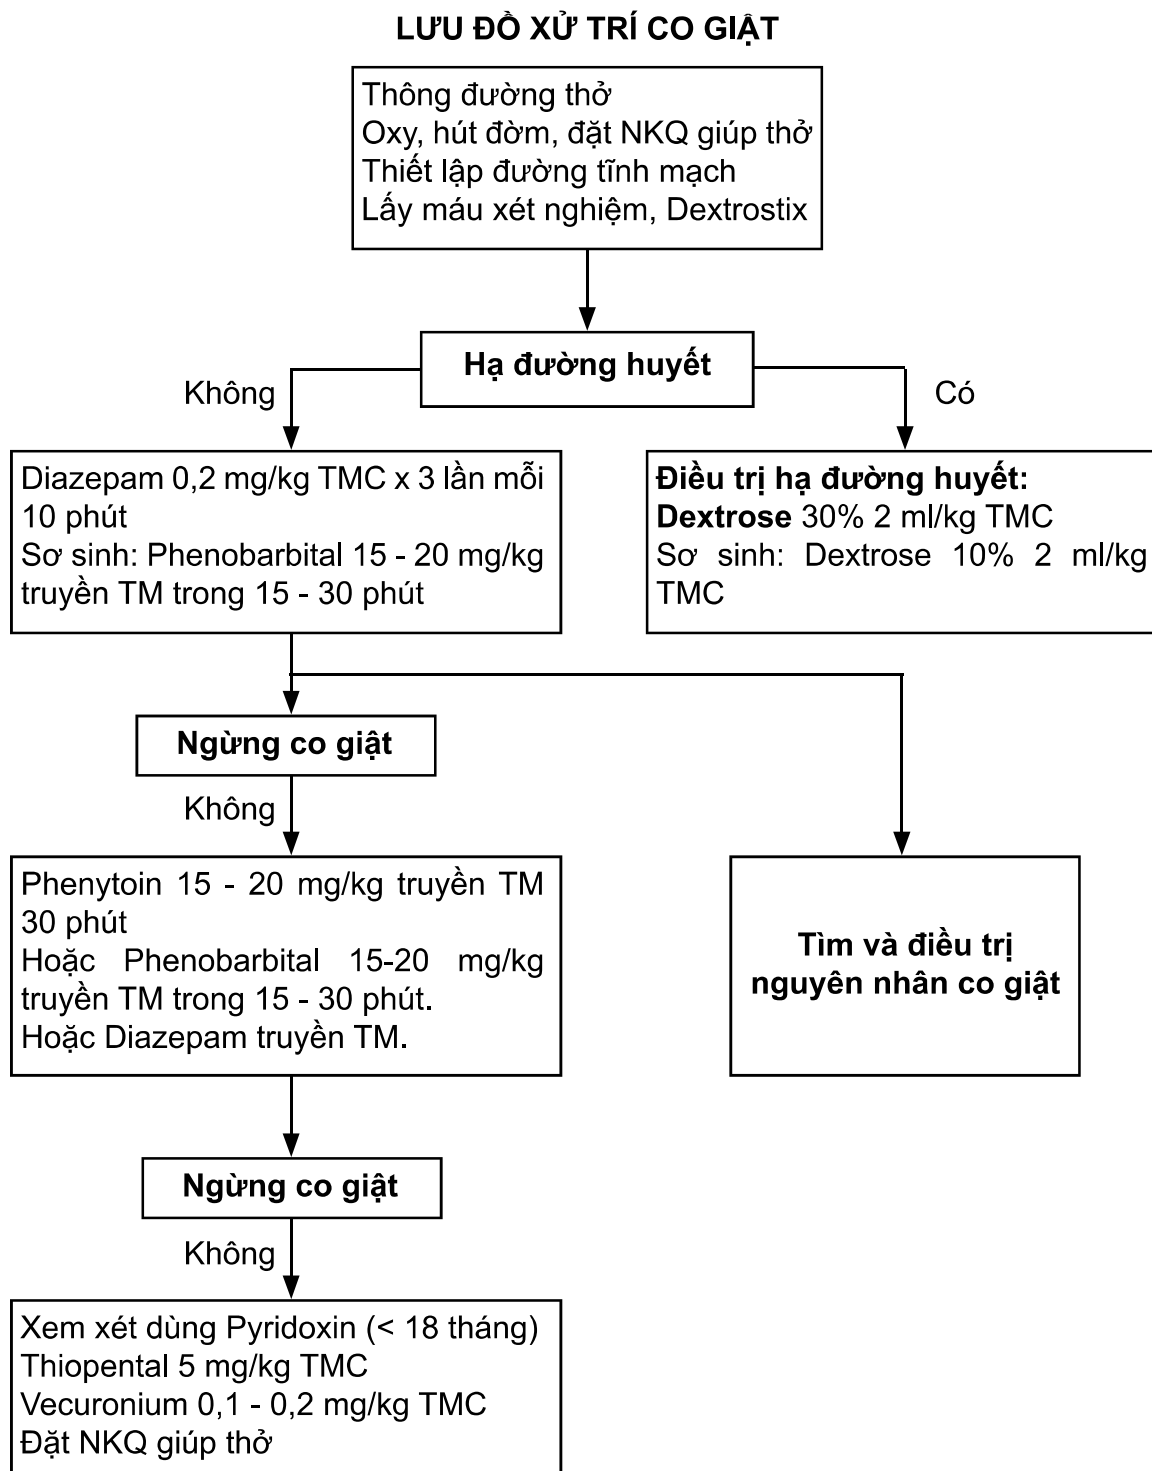 LƯU ĐỒ XỬ TRÍ CO GIẬT
Thông đường thở
Oxy, hút đờm, đặt NKQ giúp thở
Thiết lập đường tĩnh mạch
Lấy máu xét nghiệm, Dextrostix
Hạ đường huyết
Không
Có
Diazepam 0,2 mg/kg TMC x 3 lần mỗi
10 phút
Sơ sinh: Phenobarbital 15 - 20 mg/kg
truyền TM trong 15 - 30 phút
Điều trị hạ đường huyết:
Dextrose 30% 2 ml/kg TMC
Sơ sinh: Dextrose 10% 2 ml/kg
TMC
Ngừng co giật
Không
Phenytoin 15 - 20 mg/kg truyền TM
30 phút
Hoặc Phenobarbital 15-20 mg/kg
truyền TM trong 15 - 30 phút.
Hoặc Diazepam truyền TM.
Tìm và điều trị
nguyên nhân co giật
Ngừng co giật
Không
Xem xét dùng Pyridoxin (< 18 tháng)
Thiopental 5 mg/kg TMC
Vecuronium 0,1 - 0,2 mg/kg TMC
Đặt NKQ giúp thở